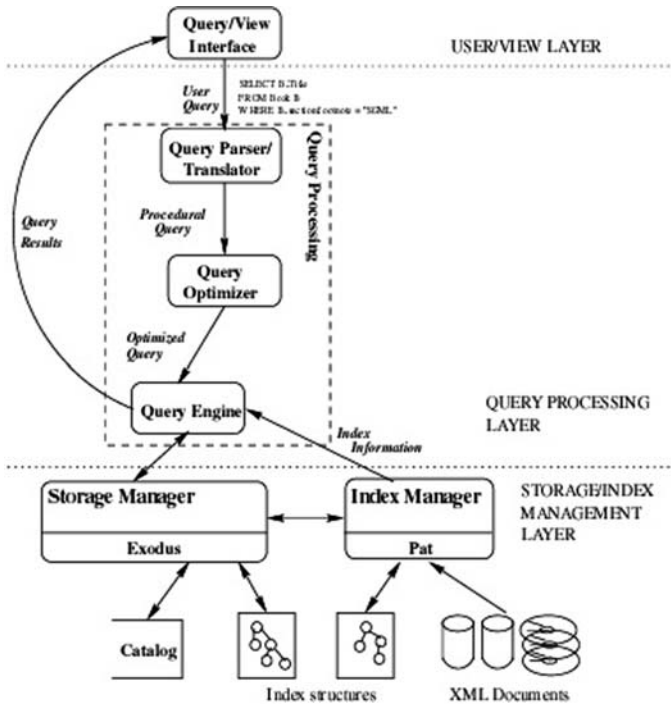 Query/View
Interface
USER/VIEW LAYER
User
Query
SELECT B.Title
FROM Book B
WHERE "SGML"
Query Parser/
Translator
Query Processing
Procedural
Query
Query
Results
Query
Optimizer
Optimized
Query
Query Engine
QUERY PROCESSING
LAYER
Index
Information
Storage Manager
Exodus
Index Manager
Pat
STORAGE/INDEX
MANAGEMENT
LAYER
Catalog
Index structures
XML Documents